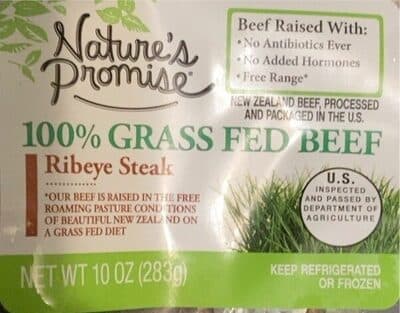 Nature's
Promise
Beef Raised With:
•No Antibiotics Ever
•No Added Hormones
•Free Range*
NEW ZEALAND BEEF, PROCESSED
AND PACKAGED IN THE U.S.
100% GRASS FED BEEF
Ribeye Steak
*OUR BEEF IS RAISED IN THE FREE
ROAMING PASTURE CONDITIONS
OF BEAUTIFUL NEW ZEALAND ON
A GRASS FED DIET
U.S.
INSPECTED
AND PASSED BY
DEPARTMENT OF
AGRICULTURE
NET WT 10 OZ (283g)
KEEP REFRIGERATED
OR FROZEN